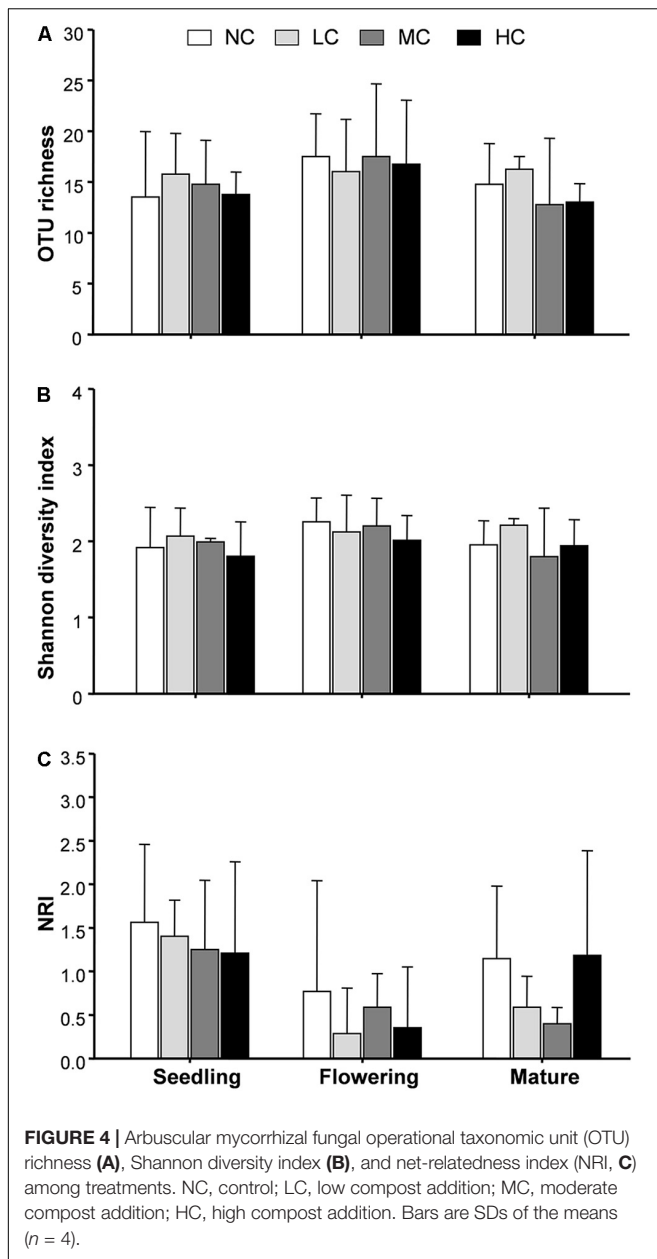 A
NC LC MC HC
30
25
20
15
10
5
0
OTU richness
B
4
3
2
1
0
Shannon diversity index
C
3.5
3.0
2.5
2.0
1.5
1.0
0.5
0.0
NRI
Seedling Flowering Mature
FIGURE 4 | Arbuscular mycorrhizal fungal operational taxonomic unit (OTU)
richness (A), Shannon diversity index (B), and net-relatedness index (NRI, C)
among treatments. NC, control; LC, low compost addition; MC, moderate
compost addition; HC, high compost addition. Bars are SDs of the means
(n = 4).